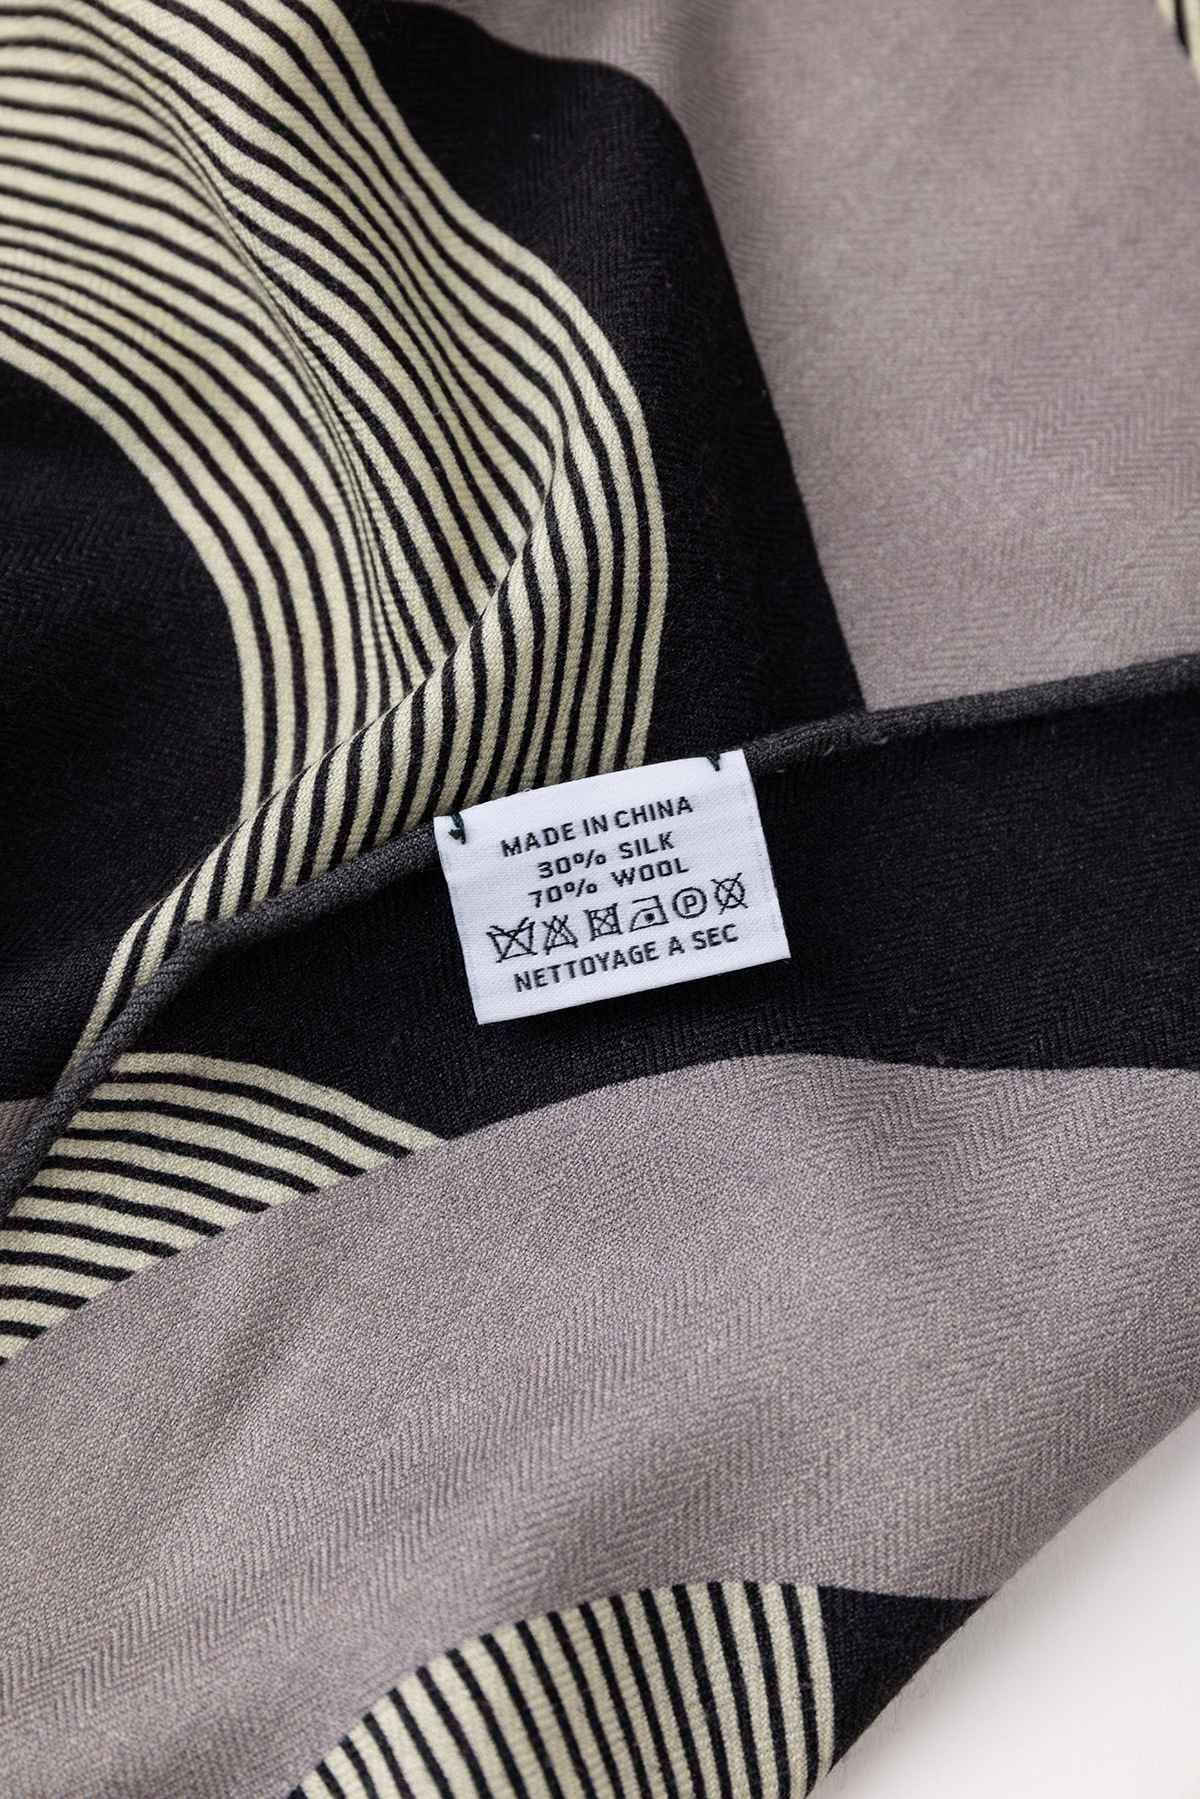 MADE IN CHINA
30% SILK
70% WOOL
P
NETTOYAGE A SEC